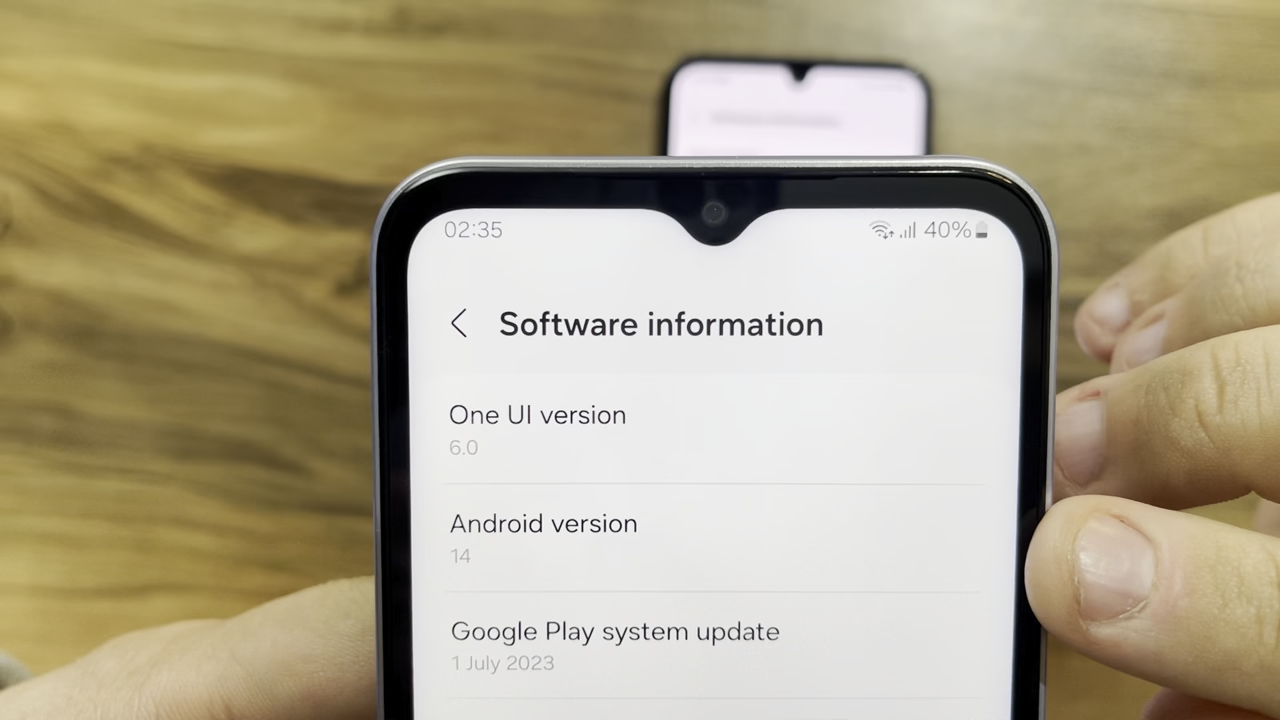 02:35
40%
Software information
One UI version
6.0
Android version
14
Google Play system update
1 July 2023